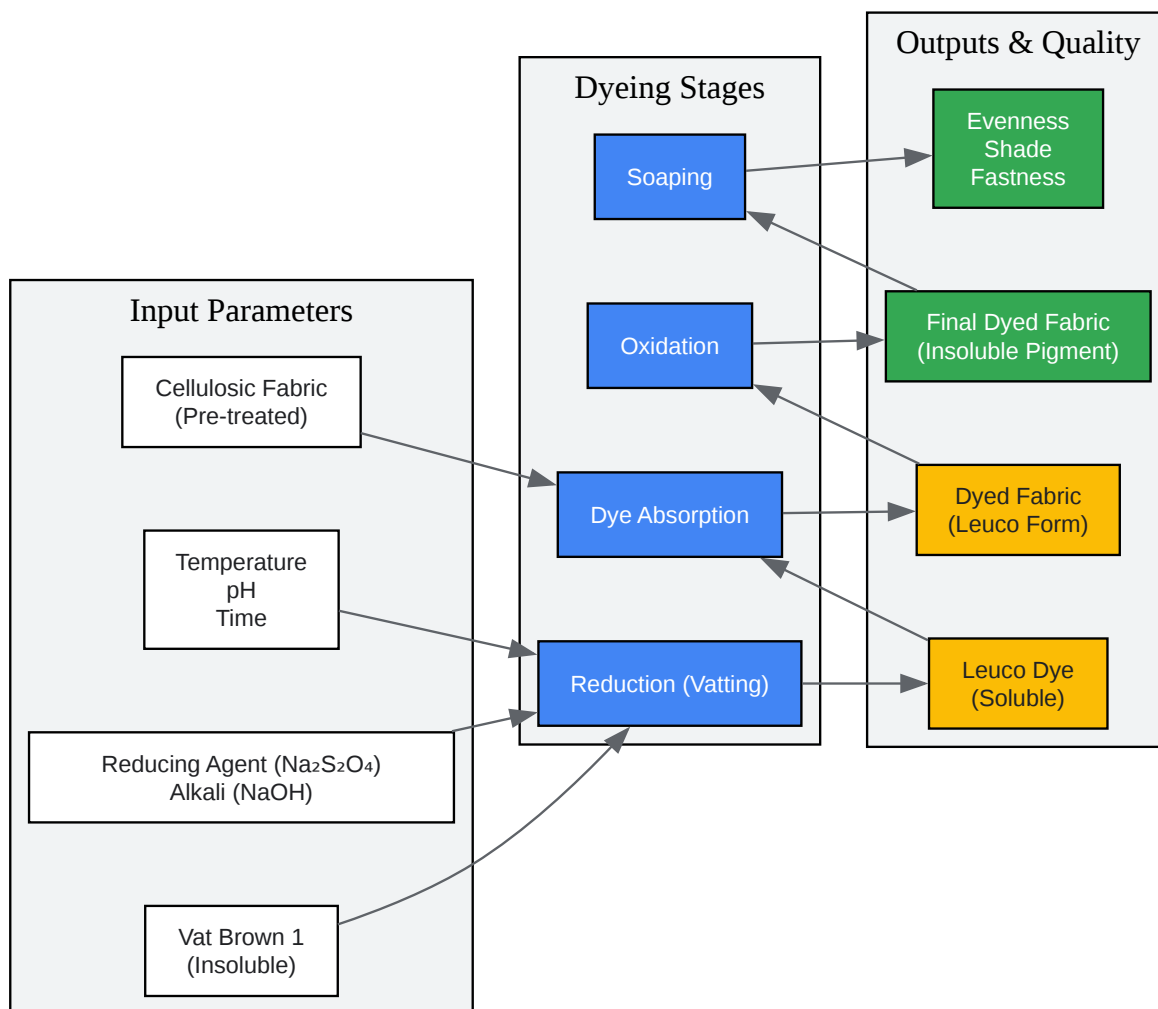 Input Parameters
Cellulosic Fabric
(Pre-treated)
Temperature
pH
Time
Reducing Agent (Na₂S₂O₄)
Alkali (NaOH)
Vat Brown 1
(Insoluble)
Dyeing Stages
Soaping
Oxidation
Dye Absorption
Reduction (Vatting)
Outputs & Quality
Evenness
Shade
Fastness
Final Dyed Fabric
(Insoluble Pigment)
Dyed Fabric
(Leuco Form)
Leuco Dye
(Soluble)